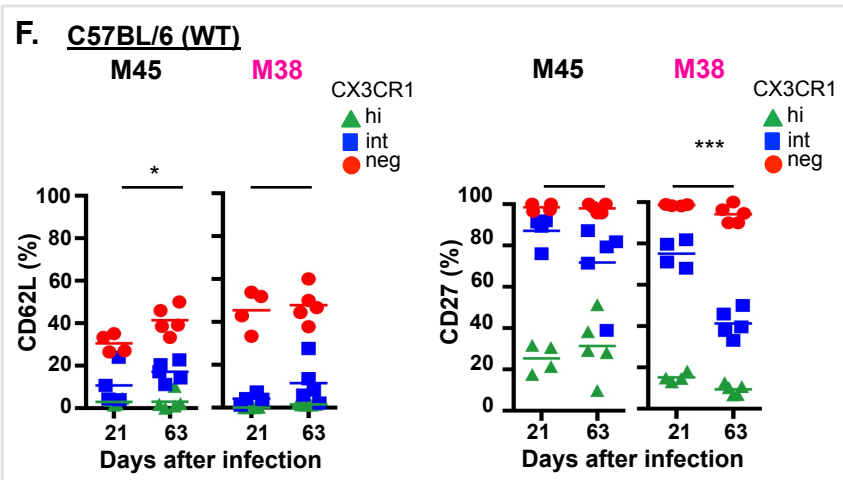 F. C57BL/6 (WT)
M45 M38
CX3CR1
hi
int
neg
*
100
80
60
40
20
0
CD62L (%)
21 63 21 63
Days after infection
M45 M38
CX3CR1
hi
int
neg
***
100
80
60
40
20
0
CD27 (%)
21 63 21 63
Days after infection